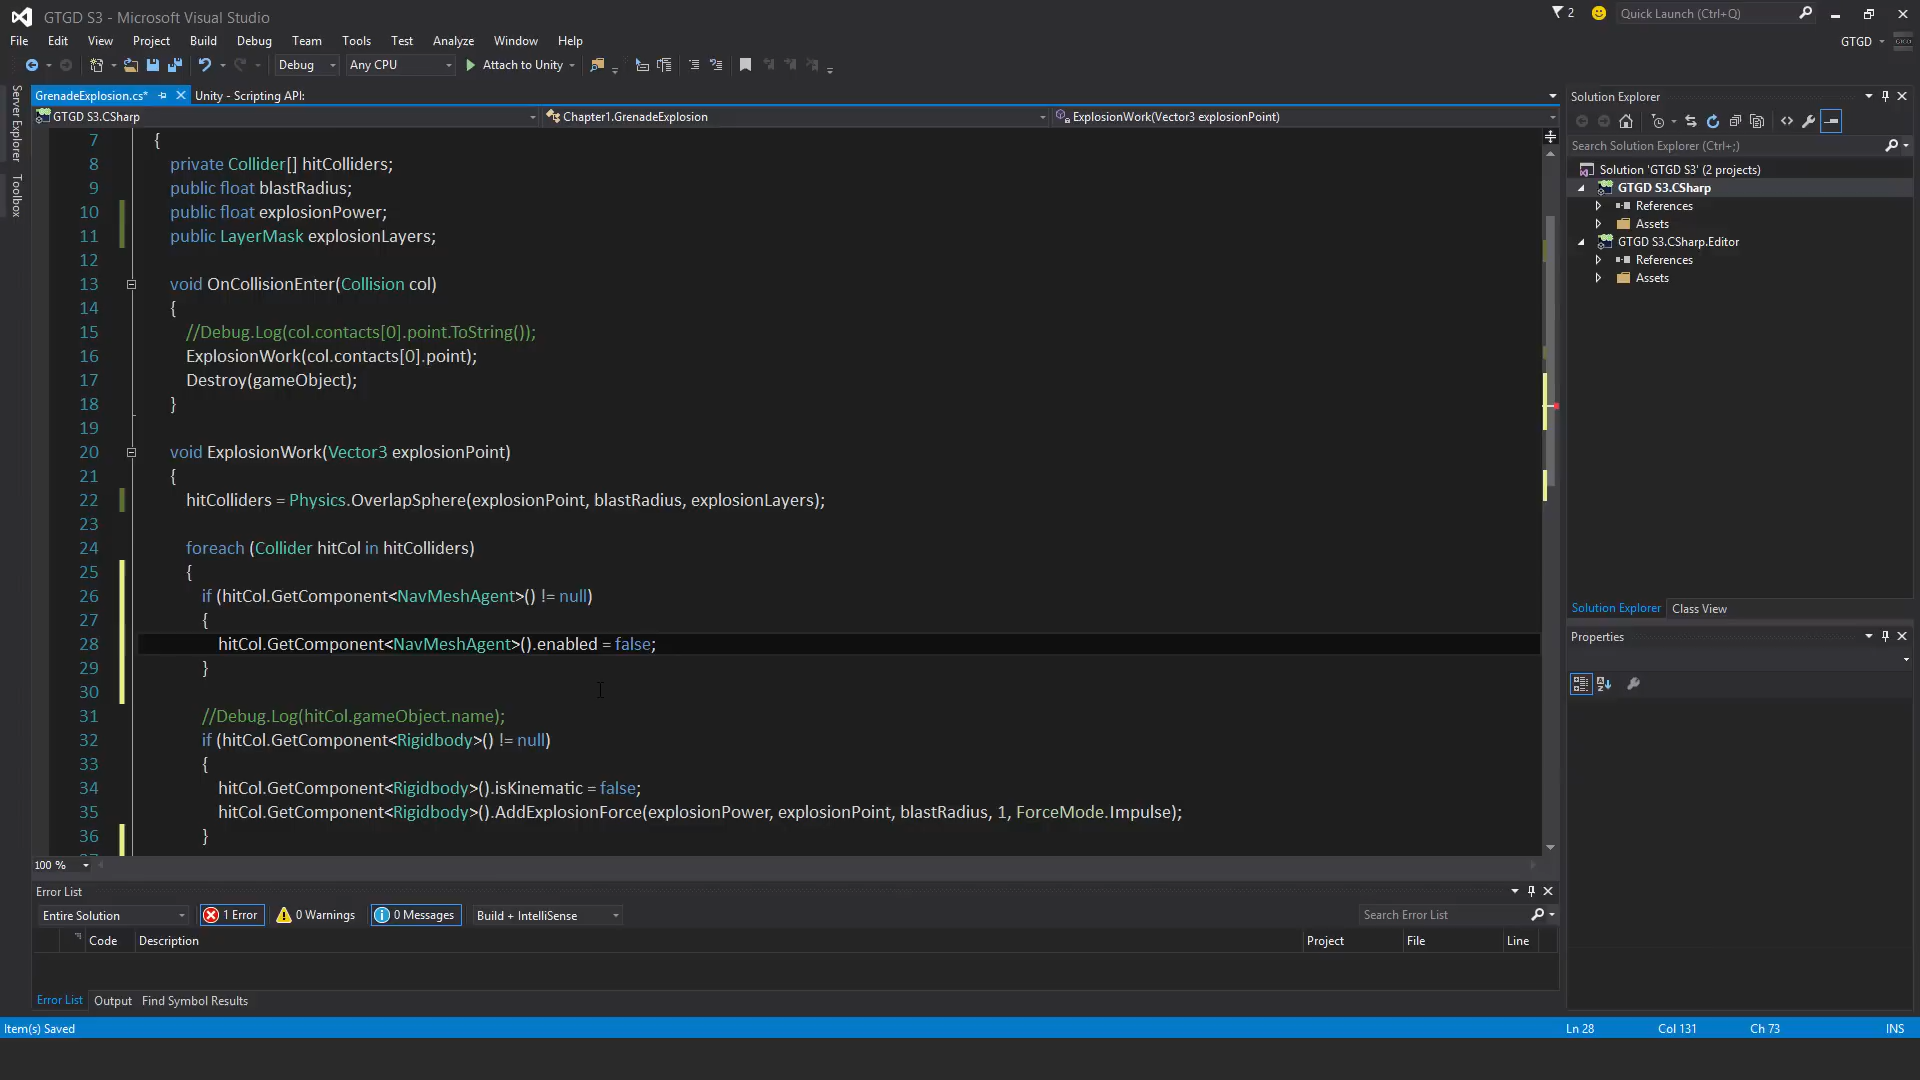 GTGD S3 - Microsoft Visual Studio
2
Quick Launch (Ctrl+Q)
File Edit View Project Build Debug Team Tools Test Analyze Window Help
GTGD
Debug Any CPU Attach to Unity
Server Explorer
Toolbox
GrenadeExplosion.cs* Unity - Scripting API:
GTGD S3.CSharp Chapter1.GrenadeExplosion ExplosionWork(Vector3 explosionPoint)
7 {
8 private Collider[] hitColliders;
9 public float blastRadius;
10 public float explosionPower;
11 public LayerMask explosionLayers;
12
13 void OnCollisionEnter(Collision col)
14 {
15 //Debug.Log(col.contacts[0].point.ToString());
16 ExplosionWork(col.contacts[0].point);
17 Destroy(gameObject);
18 }
19
20 void ExplosionWork(Vector3 explosionPoint)
21 {
22 hitColliders = Physics.OverlapSphere(explosionPoint, blastRadius, explosionLayers);
23
24 foreach (Collider hitCol in hitColliders)
25 {
26 if (hitCol.GetComponent<NavMeshAgent>() != null)
27 {
28 hitCol.GetComponent<NavMeshAgent>().enabled = false;
29 }
30
31 //Debug.Log(hitCol.gameObject.name);
32 if (hitCol.GetComponent<Rigidbody>() != null)
33 {
34 hitCol.GetComponent<Rigidbody>().isKinematic = false;
35 hitCol.GetComponent<Rigidbody>().AddExplosionForce(explosionPower, explosionPoint, blastRadius, 1, ForceMode.Impulse);
36 }
100 %
Solution Explorer
Search Solution Explorer (Ctrl+;)
Solution 'GTGD S3' (2 projects)
GTGD S3.CSharp
References
Assets
GTGD S3.CSharp.Editor
References
Assets
Solution Explorer Class View
Properties
Error List
Entire Solution 1 Error 0 Warnings 0 Messages Build + IntelliSense Search Error List
Code Description Project File Line
Error List Output Find Symbol Results
Item(s) Saved Ln 28 Col 131 Ch 73 INS